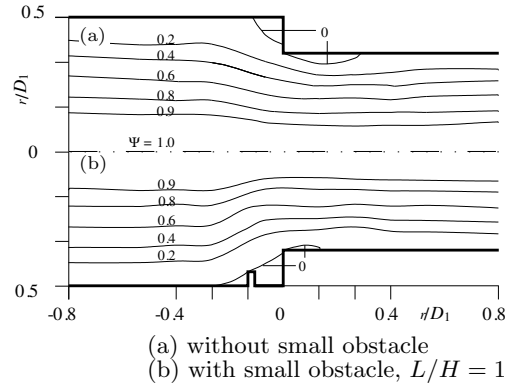 0.5
(a)
0
0.2
0.4
0.6
0.8
0.9
r/D1
Ψ = 1.0
0
(b)
0.9
0.8
0.6
0.4
0.2
0
0.5
-0.8
-0.4
0
0.4
r/D1
0.8
(a) without small obstacle
(b) with small obstacle, L/H = 1